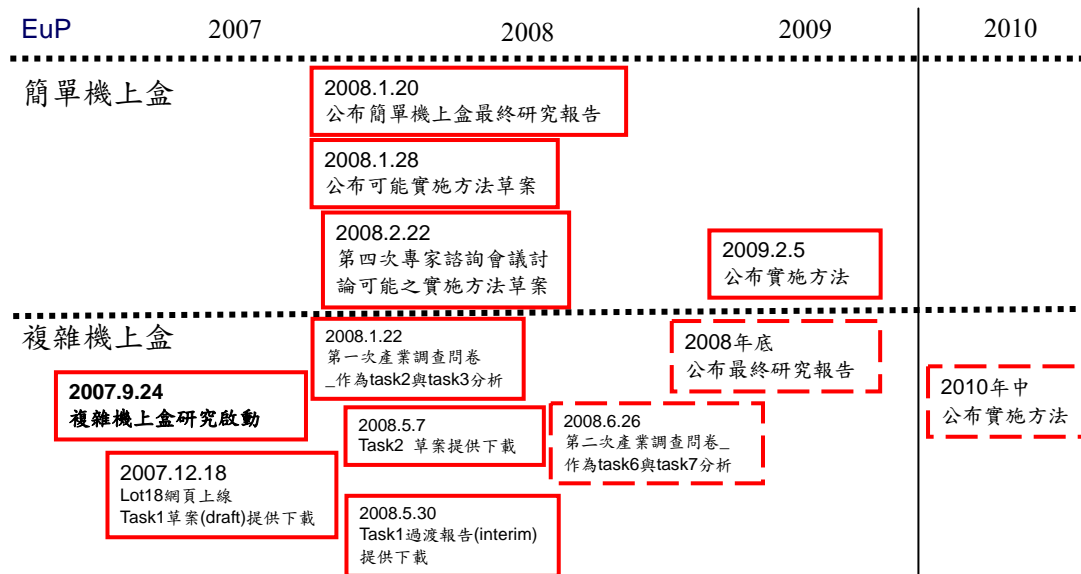 EuP 2007 2008 2009 2010
簡單機上盒
2008.1.20
公布簡單機上盒最終研究報告
2008.1.28
公布可能實施方法草案
2008.2.22
第四次專家諮詢會議討
論可能之實施方法草案
2009.2.5
公布實施方法
複雜機上盒
2007.9.24
複雜機上盒研究啟動
2007.12.18
Lot18網頁上線
Task1草案(draft)提供下載
2008.1.22
第一次產業調查問卷
_作為task2與task3分析
2008.5.7
Task2 草案提供下載
2008.5.30
Task1過渡報告(interim)
提供下載
2008.6.26
第二次產業調查問卷_
作為task6與task7分析
2008年底
公布最終研究報告
2010年中
公布實施方法